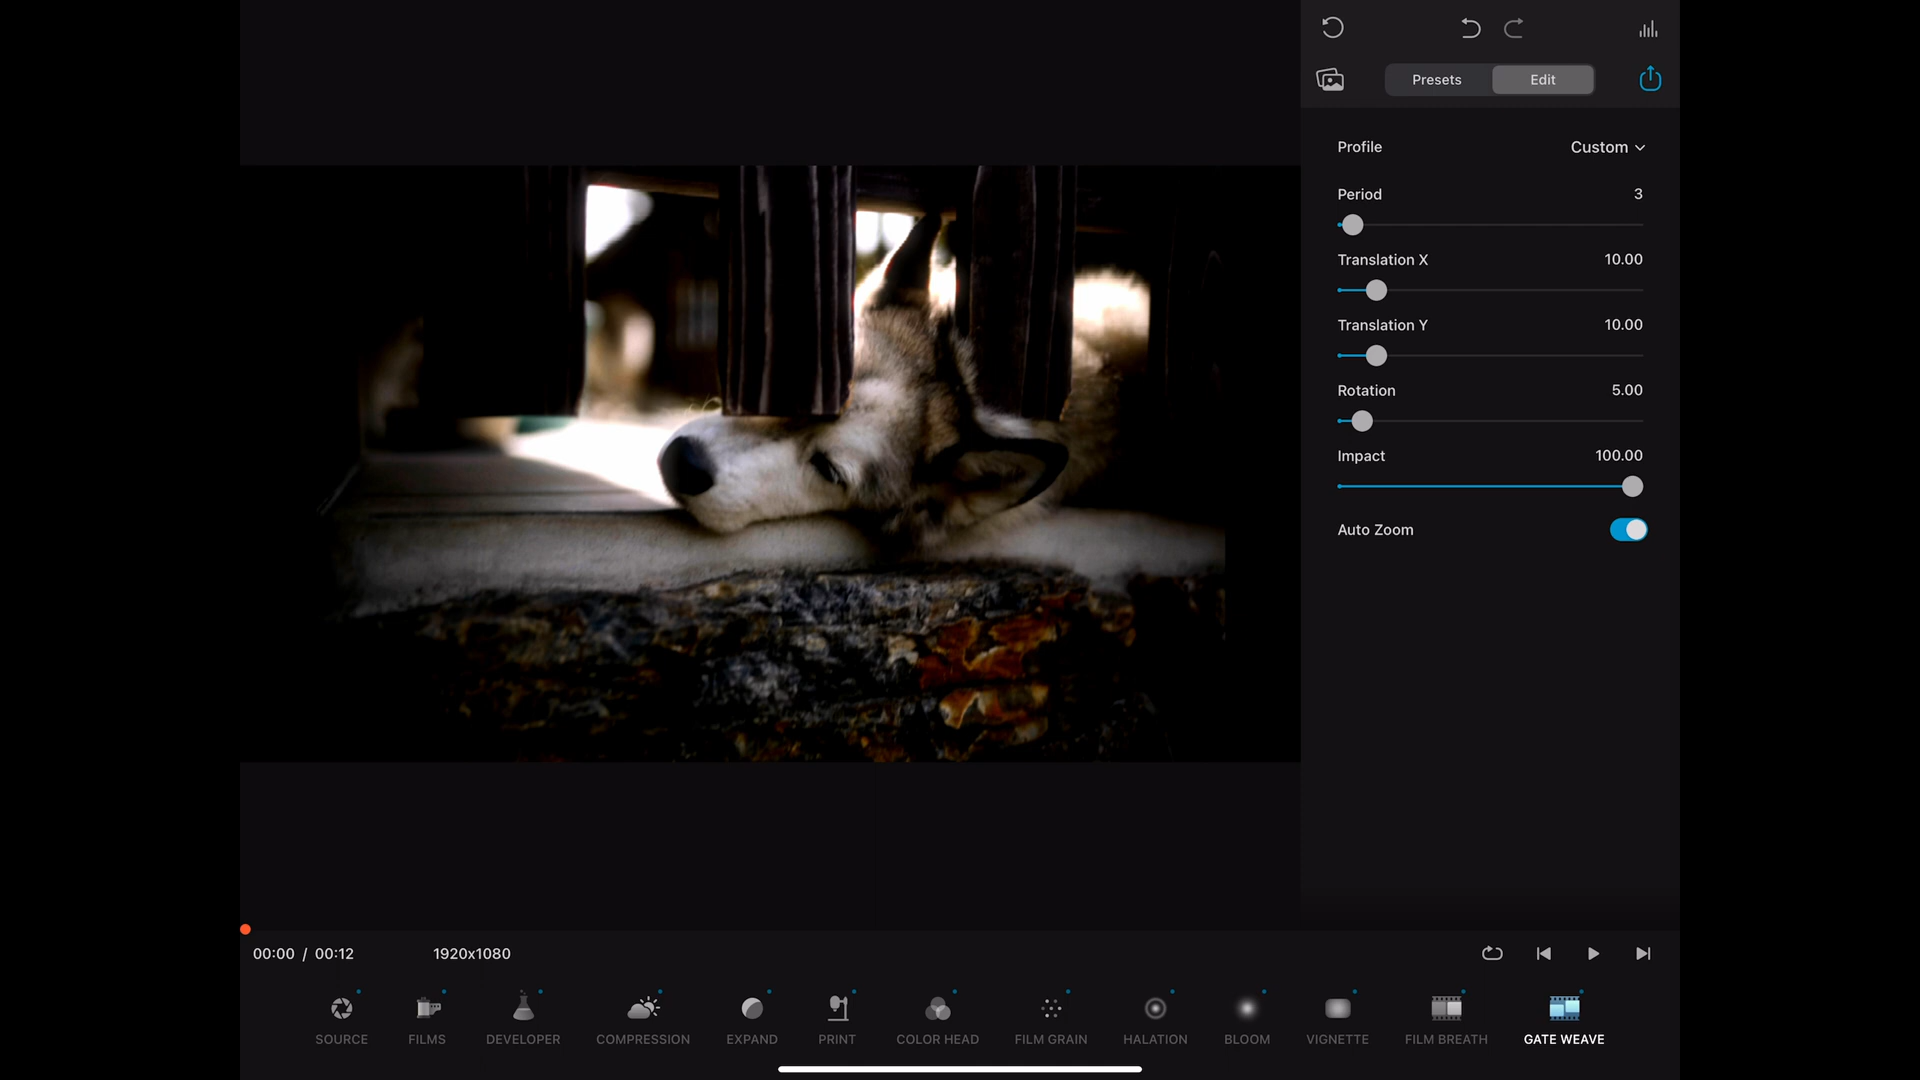 Presets Edit
Profile Custom
Period 3
Translation X 10.00
Translation Y 10.00
Rotation 5.00
Impact 100.00
Auto Zoom
00:00 / 00:12 1920x1080
SOURCE FILMS DEVELOPER COMPRESSION EXPAND PRINT COLOR HEAD FILM GRAIN HALATION BLOOM VIGNETTE FILM BREATH GATE WEAVE